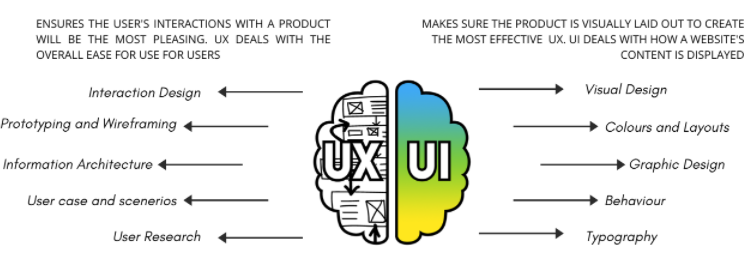 ENSURES THE USER'S INTERACTIONS WITH A PRODUCT
WILL BE THE MOST PLEASING. UX DEALS WITH THE
OVERALL EASE FOR USE FOR USERS
Interaction Design
Prototyping and Wireframing
Information Architecture
User case and scenerios
User Research
UX
UI
MAKES SURE THE PRODUCT IS VISUALLY LAID OUT TO CREATE
THE MOST EFFECTIVE UX. UI DEALS WITH HOW A WEBSITE'S
CONTENT IS DISPLAYED
Visual Design
Colours and Layouts
Graphic Design
Behaviour
Typography